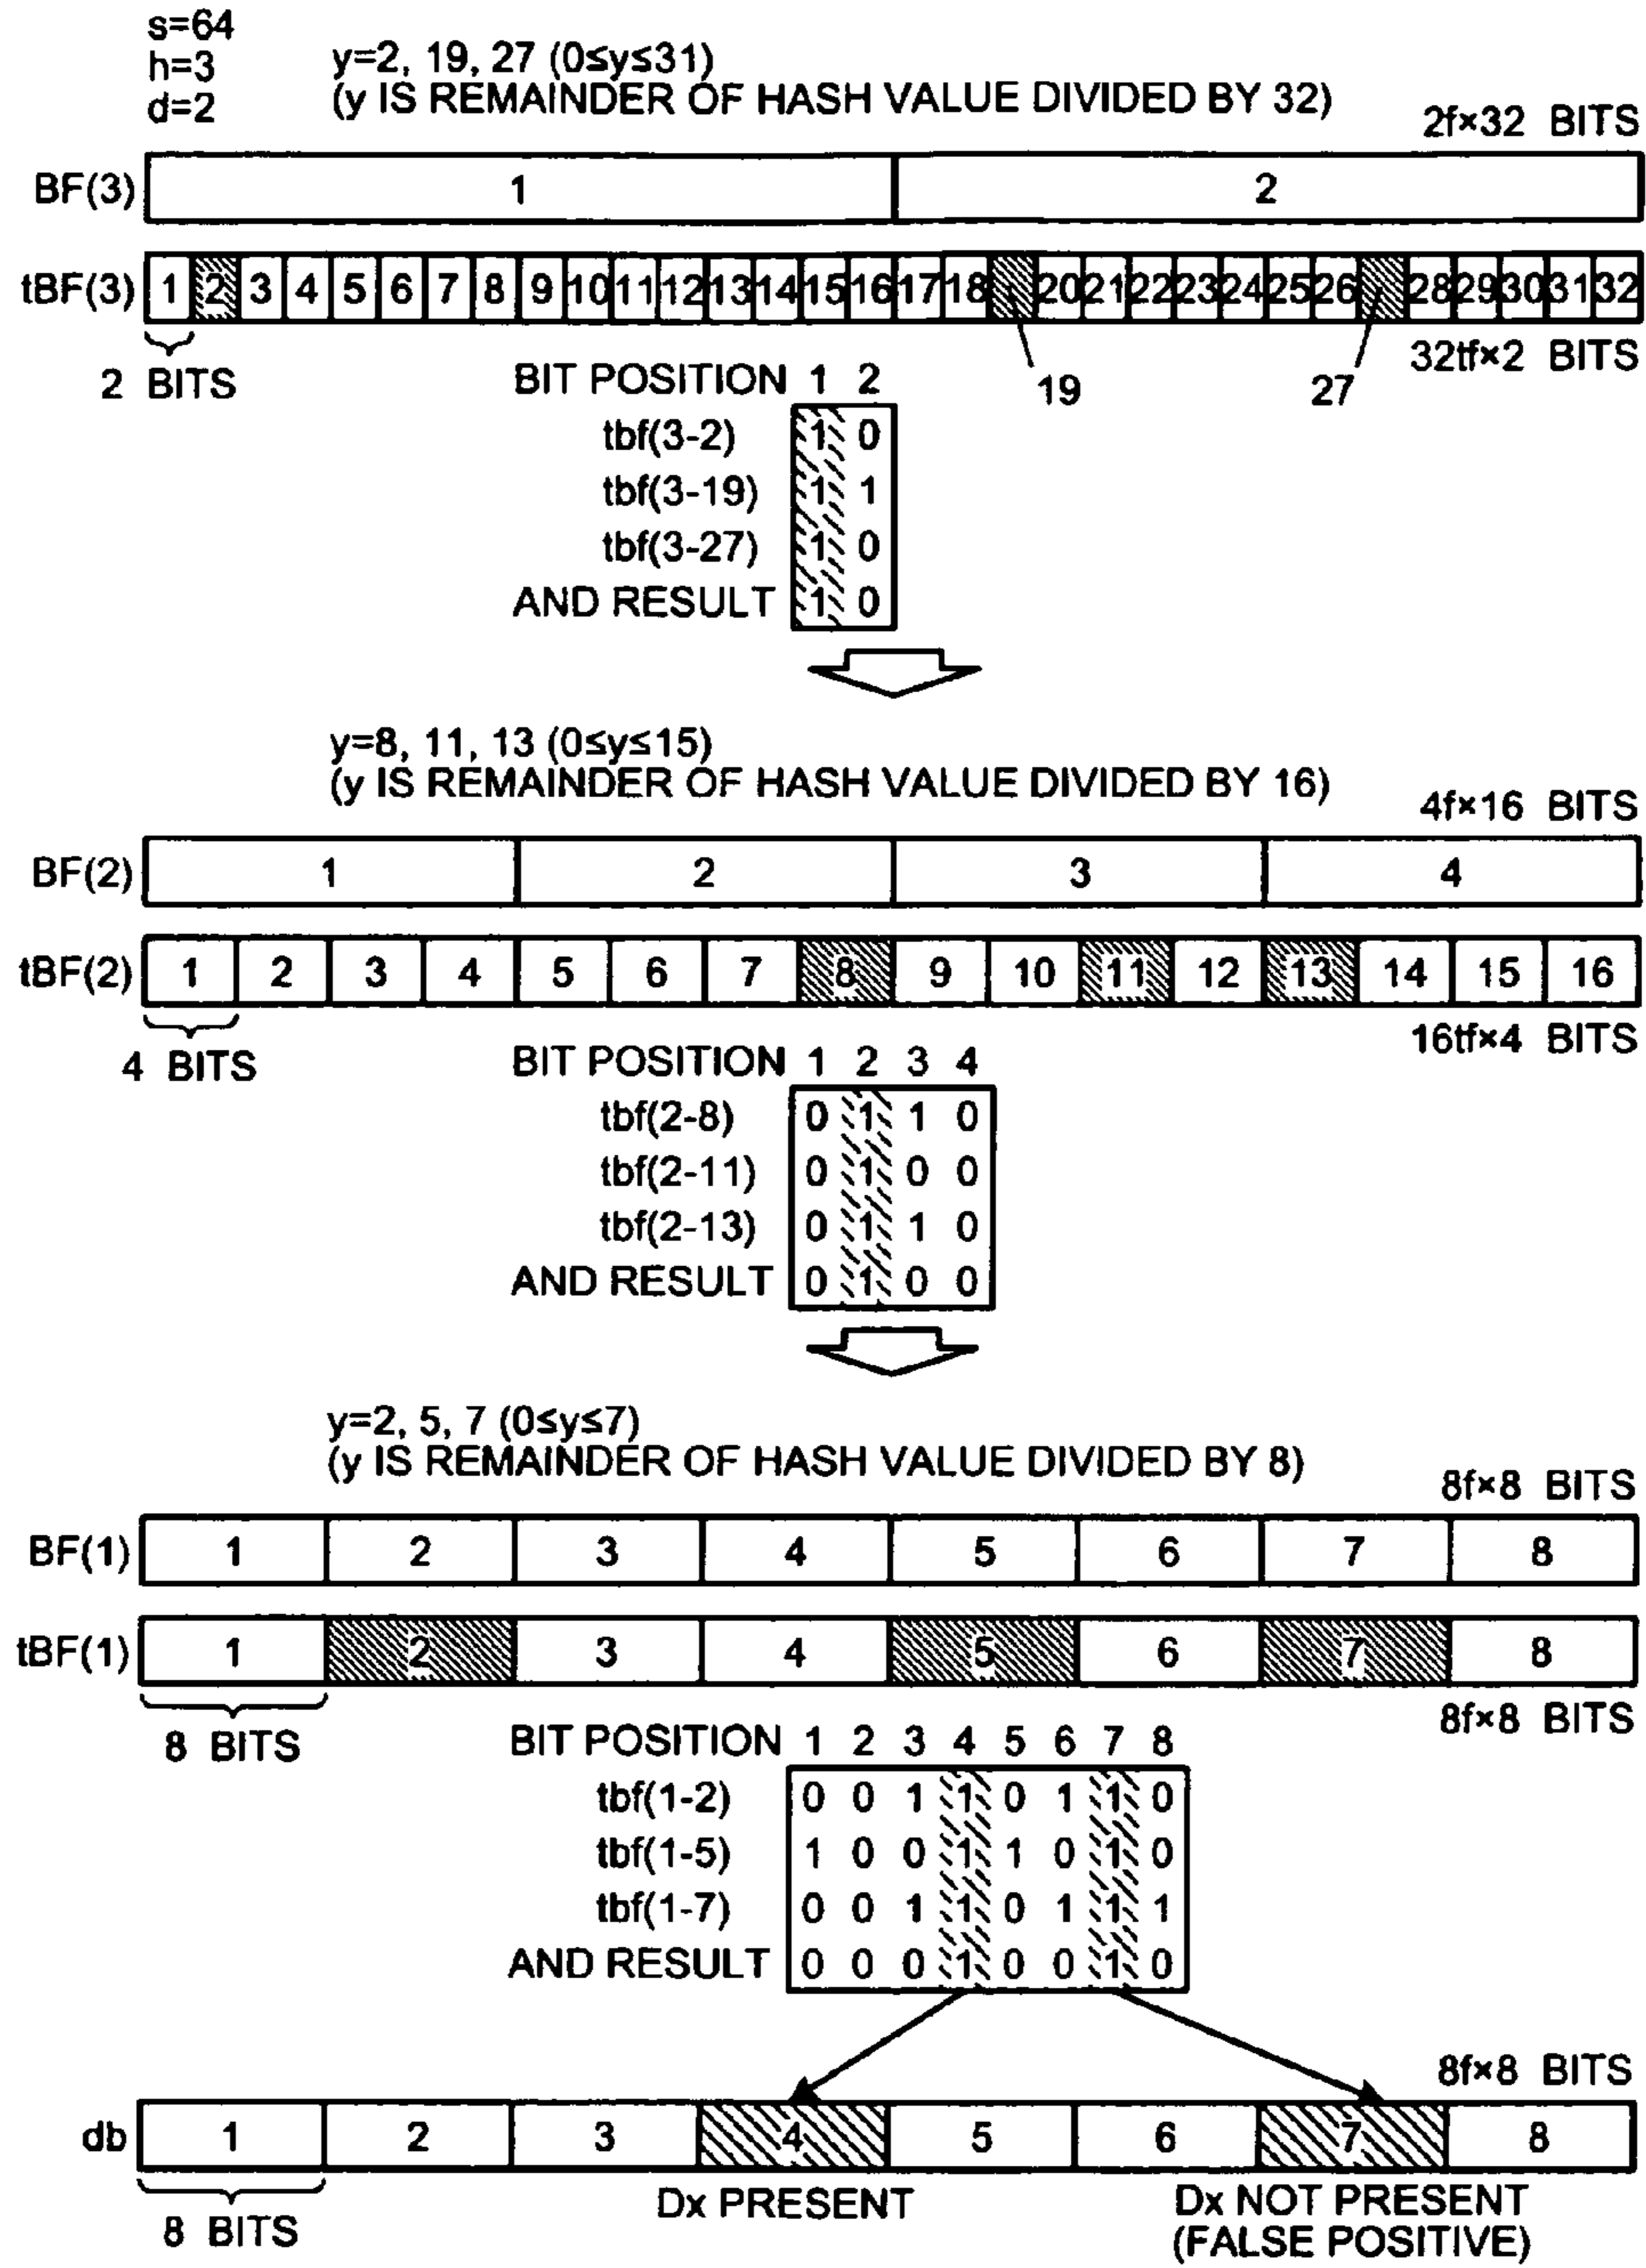 s=64
h=3
d=2
y=2, 19, 27 (0≤y≤31)
(y IS REMAINDER OF HASH VALUE DIVIDED BY 32)
2f×32 BITS
BF(3) 1 2
tBF(3) 1 2 3 4 5 6 7 8 9 10 11 12 13 14 15 16 17 18 20 21 22 23 24 25 26 28 29 30 31 32
19 27
2 BITS
32tf×2 BITS
BIT POSITION 1 2
tbf(3-2) 1 0
tbf(3-19) 1 1
tbf(3-27) 1 0
AND RESULT 1 0
y=8, 11, 13 (0≤y≤15)
(y IS REMAINDER OF HASH VALUE DIVIDED BY 16)
4f×16 BITS
BF(2) 1 2 3 4
tBF(2) 1 2 3 4 5 6 7 8 9 10 11 12 13 14 15 16
4 BITS
16tf×4 BITS
BIT POSITION 1 2 3 4
tbf(2-8) 0 1 1 0
tbf(2-11) 0 1 0 0
tbf(2-13) 0 1 1 0
AND RESULT 0 1 0 0
y=2, 5, 7 (0≤y≤7)
(y IS REMAINDER OF HASH VALUE DIVIDED BY 8)
8f×8 BITS
BF(1) 1 2 3 4 5 6 7 8
tBF(1) 1 2 3 4 5 6 7 8
8 BITS
8f×8 BITS
BIT POSITION 1 2 3 4 5 6 7 8
tbf(1-2) 0 0 1 1 0 1 1 0
tbf(1-5) 1 0 0 1 1 0 1 0
tbf(1-7) 0 0 1 1 0 1 1 1
AND RESULT 0 0 0 1 0 0 1 0
8f×8 BITS
db 1 2 3 4 5 6 7 8
8 BITS
Dx PRESENT
Dx NOT PRESENT
(FALSE POSITIVE)